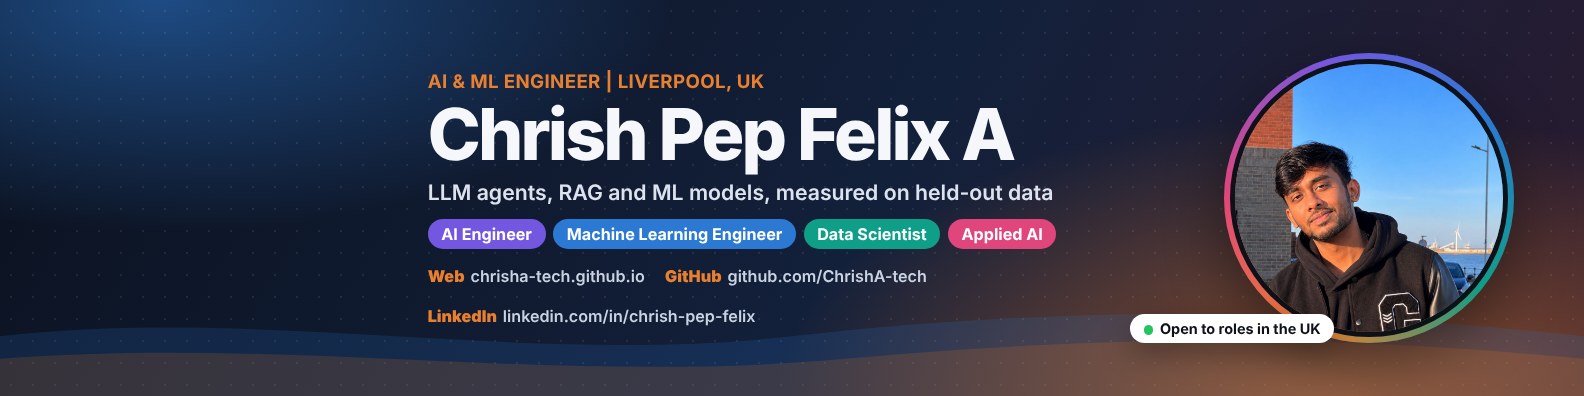 AI & ML ENGINEER | LIVERPOOL, UK
Chrish Pep Felix A
LLM agents, RAG and ML models, measured on held-out data
AI Engineer Machine Learning Engineer Data Scientist Applied AI
Web chrisha-tech.github.io GitHub github.com/ChrishA-tech
LinkedIn linkedin.com/in/chrish-pep-felix
Open to roles in the UK
C